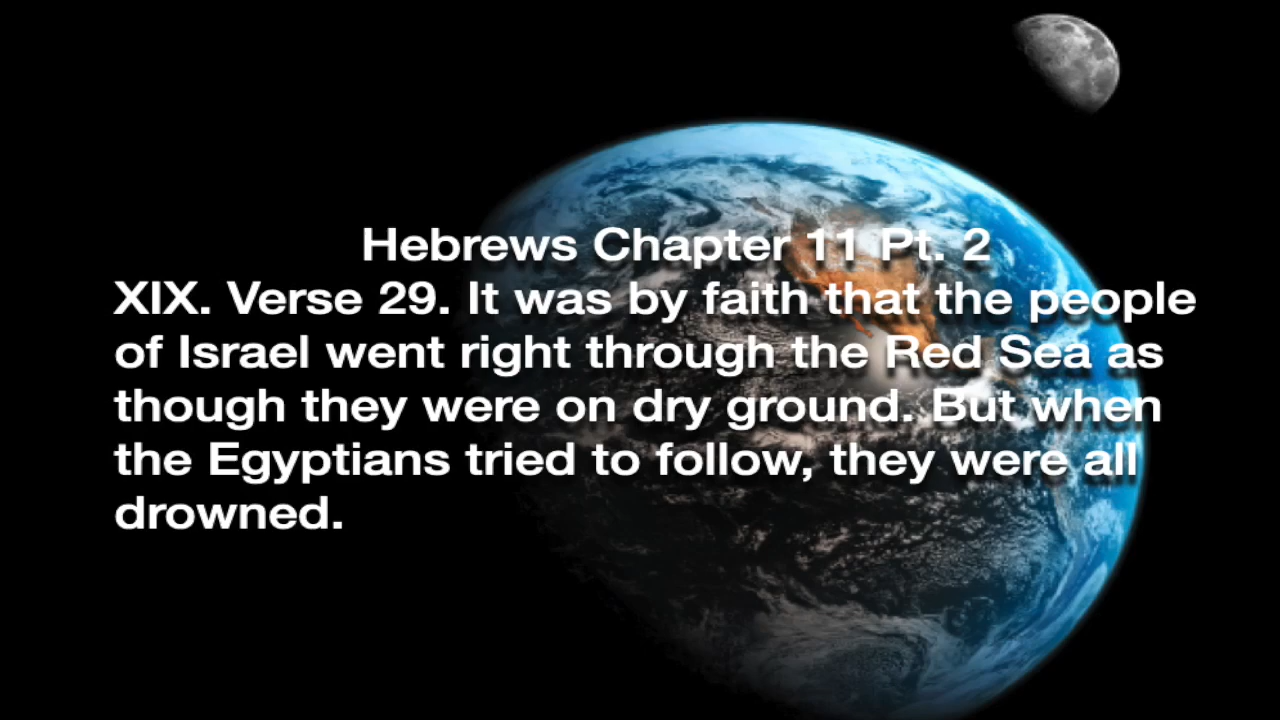 Hebrews Chapter 11 Pt. 2
XIX. Verse 29. It was by faith that the people
of Israel went right through the Red Sea as
though they were on dry ground. But when
the Egyptians tried to follow, they were all
drowned.